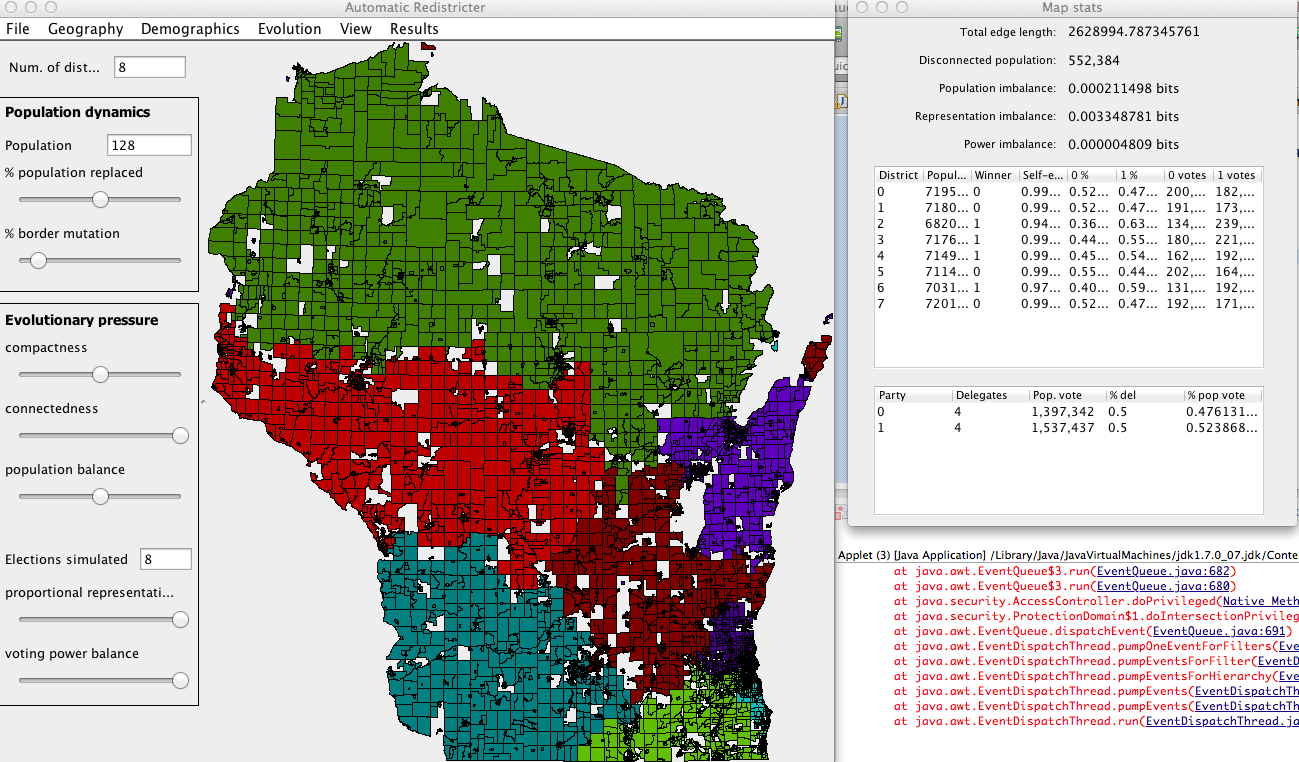 Automatic Redistricter
File Geography Demographics Evolution View Results
Num. of dist... 8
Population dynamics
Population 128
% population replaced
% border mutation
Evolutionary pressure
compactness
connectedness
population balance
Elections simulated 8
proportional representati...
voting power balance
Map stats
Total edge length: 2628994.787345761
Disconnected population: 552,384
Population imbalance: 0.000211498 bits
Representation imbalance: 0.003348781 bits
Power imbalance: 0.000004809 bits
District Popul... Winner Self-e... 0 % 1 % 0 votes 1 votes
0 7195... 0 0.99... 0.52... 0.47... 200,... 182,...
1 7180... 0 0.99... 0.52... 0.47... 191,... 173,...
2 6820... 1 0.94... 0.36... 0.63... 134,... 239,...
3 7176... 1 0.99... 0.44... 0.55... 180,... 221,...
4 7149... 1 0.99... 0.45... 0.54... 162,... 192,...
5 7114... 0 0.99... 0.55... 0.44... 202,... 164,...
6 7031... 1 0.97... 0.40... 0.59... 131,... 192,...
7 7201... 0 0.99... 0.52... 0.47... 192,... 171,...
Party Delegates Pop. vote % del % pop vote
0 4 1,397,342 0.5 0.476131...
1 4 1,537,437 0.5 0.523868...
Applet (3) [Java Application] /Library/Java/JavaVirtualMachines/jdk1.7.0_07.jdk/Conte
at java.awt.EventQueue$3.run(EventQueue.java:682)
at java.awt.EventQueue$3.run(EventQueue.java:680)
at java.security.AccessController.doPrivileged(Native Meth
at java.security.ProtectionDomain$1.doIntersectionPrivileg
at java.awt.EventQueue.dispatchEvent(EventQueue.java:691)
at java.awt.EventDispatchThread.pumpOneEventForFilters(Eve
at java.awt.EventDispatchThread.pumpEventsForFilter(EventD
at java.awt.EventDispatchThread.pumpEventsForHierarchy(Eve
at java.awt.EventDispatchThread.pumpEvents(EventDispatchTh
at java.awt.EventDispatchThread.pumpEvents(EventDispatchTh
at java.awt.EventDispatchThread.run(EventDispatchThread.ja